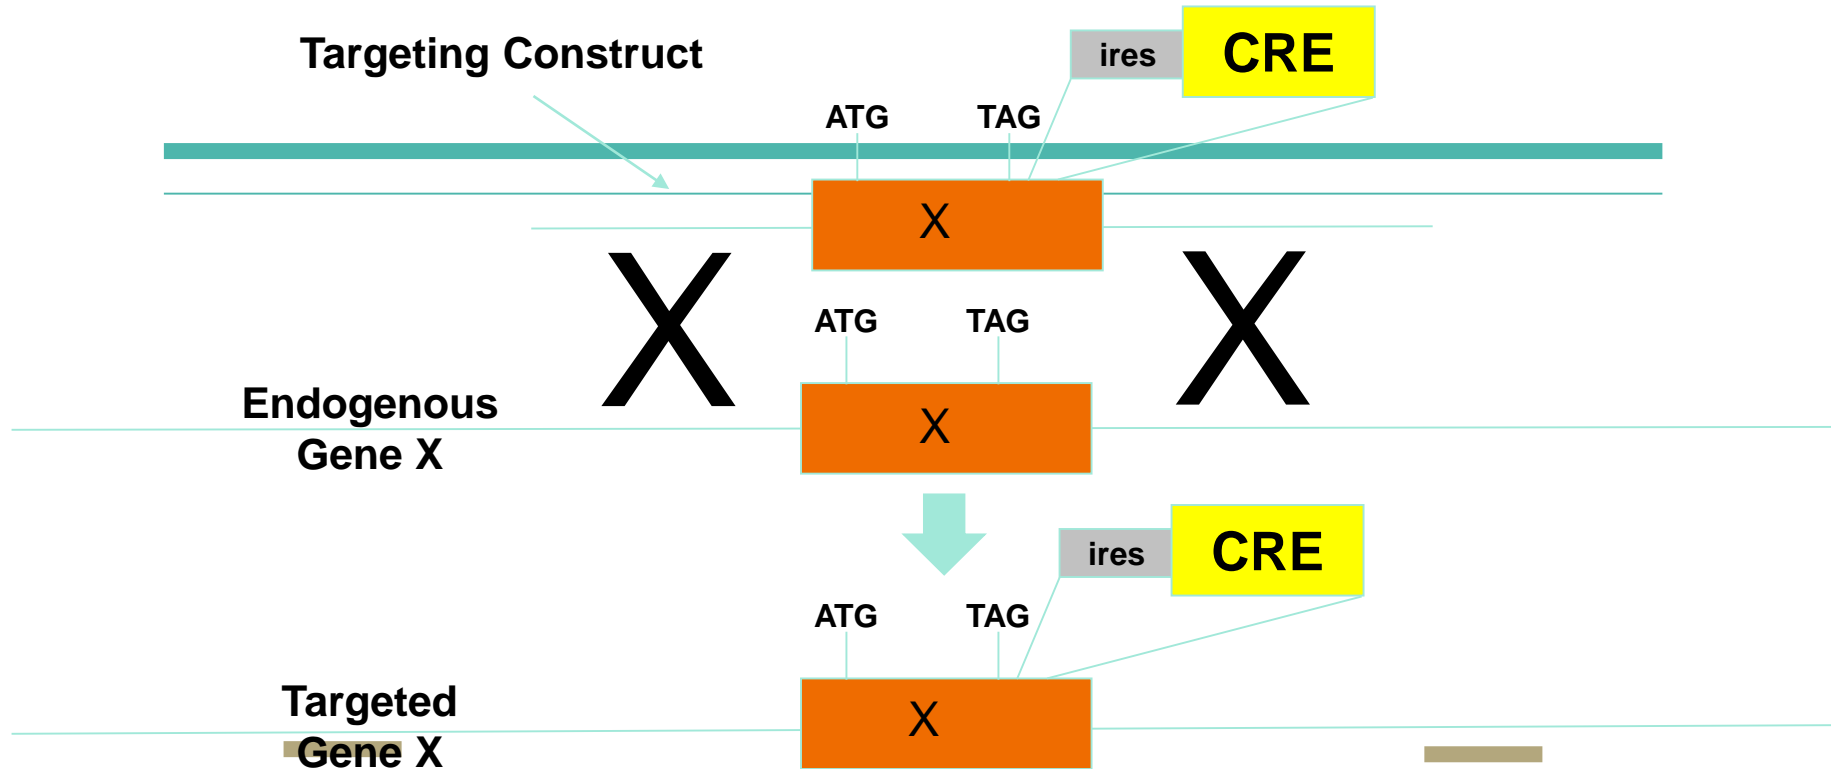 Targeting Construct
ires
CRE
ATG
TAG
X
X
X
ATG
TAG
Endogenous
Gene X
X
ires
CRE
ATG
TAG
Targeted
Gene X
X